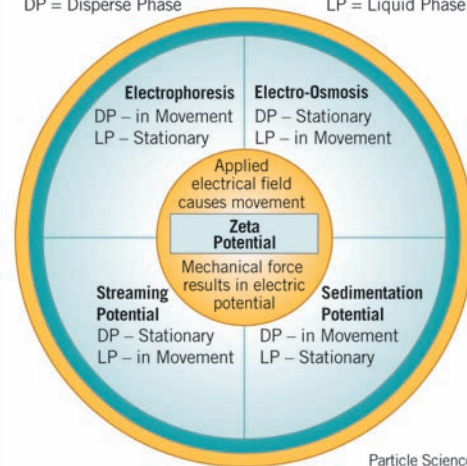 DP = Disperse Phase
LP = Liquid Phase
Electrophoresis
DP – in Movement
LP – Stationary
Electro-Osmosis
DP – Stationary
LP – in Movement
Applied
electrical field
causes movement
Zeta
Potential
Mechanical force
results in electric
potential
Streaming
Potential
DP – Stationary
LP – in Movement
Sedimentation
Potential
DP – in Movement
LP – Stationary
Particle Sciences